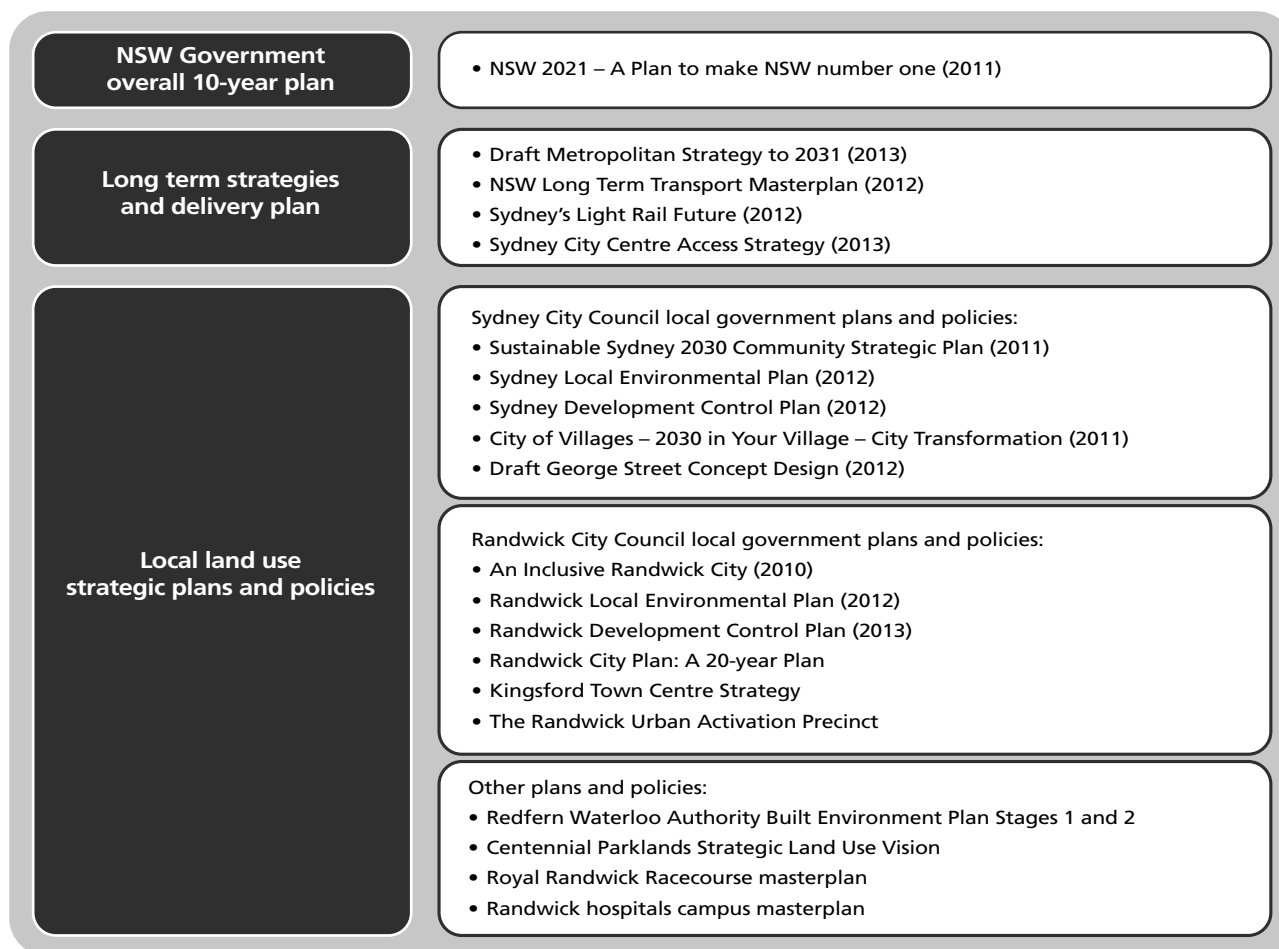 NSW Government
overall 10-year plan
• NSW 2021 – A Plan to make NSW number one (2011)
Long term strategies
and delivery plan
• Draft Metropolitan Strategy to 2031 (2013)
• NSW Long Term Transport Masterplan (2012)
• Sydney's Light Rail Future (2012)
• Sydney City Centre Access Strategy (2013)
Local land use
strategic plans and policies
Sydney City Council local government plans and policies:
• Sustainable Sydney 2030 Community Strategic Plan (2011)
• Sydney Local Environmental Plan (2012)
• Sydney Development Control Plan (2012)
• City of Villages – 2030 in Your Village – City Transformation (2011)
• Draft George Street Concept Design (2012)
Randwick City Council local government plans and policies:
• An Inclusive Randwick City (2010)
• Randwick Local Environmental Plan (2012)
• Randwick Development Control Plan (2013)
• Randwick City Plan: A 20-year Plan
• Kingsford Town Centre Strategy
• The Randwick Urban Activation Precinct
Other plans and policies:
• Redfern Waterloo Authority Built Environment Plan Stages 1 and 2
• Centennial Parklands Strategic Land Use Vision
• Royal Randwick Racecourse masterplan
• Randwick hospitals campus masterplan